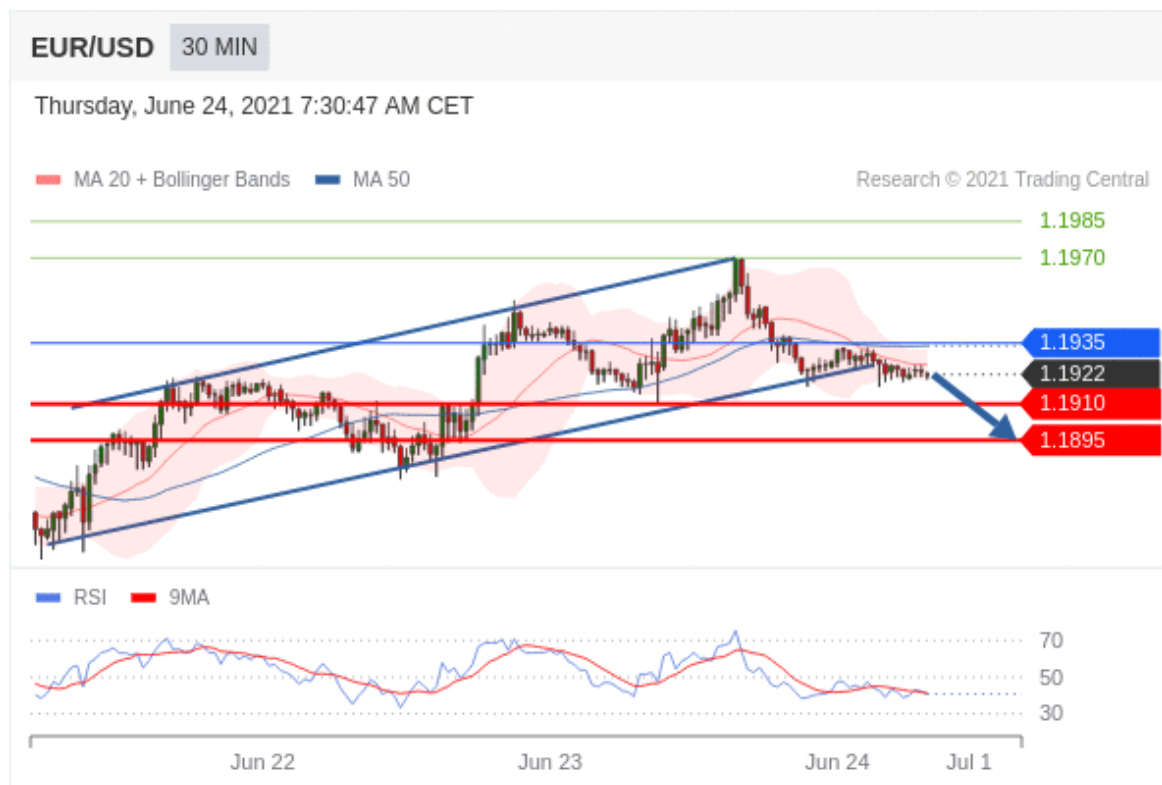 EUR/USD 30 MIN
Thursday, June 24, 2021 7:30:47 AM CET
MA 20 + Bollinger Bands MA 50 Research © 2021 Trading Central
1.1985
1.1970
1.1935
1.1922
1.1910
1.1895
RSI 9MA
70
50
30
Jun 22 Jun 23 Jun 24 Jul 1